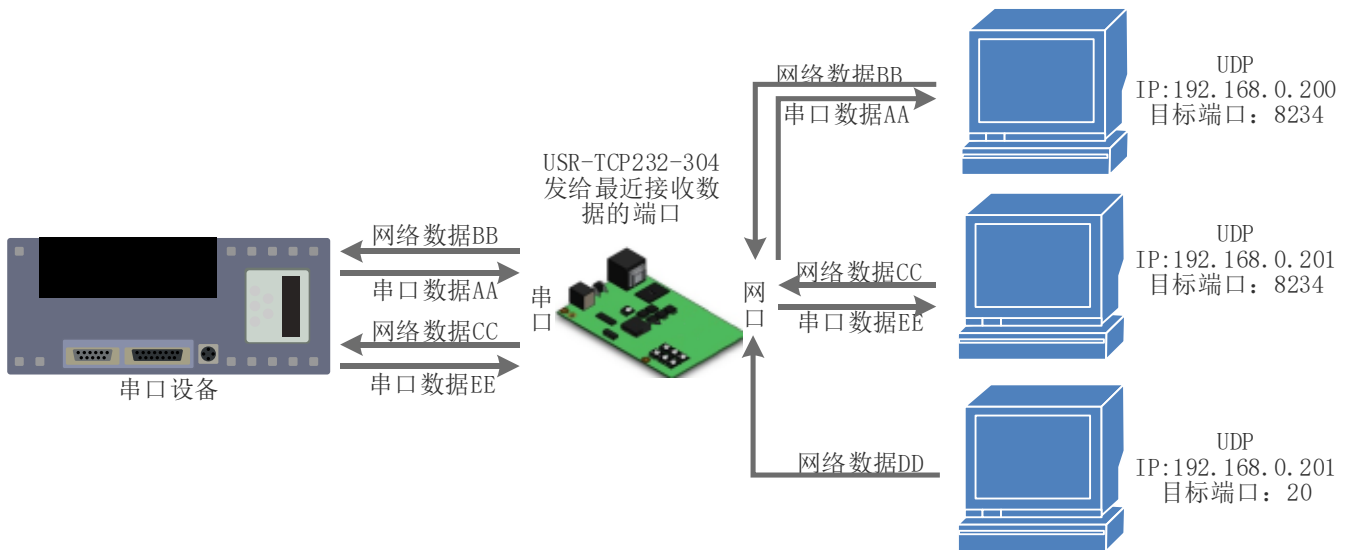 网络数据BB
串口数据AA
UDP
IP:192.168.0.200
目标端口：8234
USR-TCP232-304
发给最近接收数
据的端口
网络数据BB
串口数据AA
网络数据CC
串口数据EE
串口设备
串
口
网
口
网络数据CC
串口数据EE
UDP
IP:192.168.0.201
目标端口：8234
网络数据DD
UDP
IP:192.168.0.201
目标端口：20